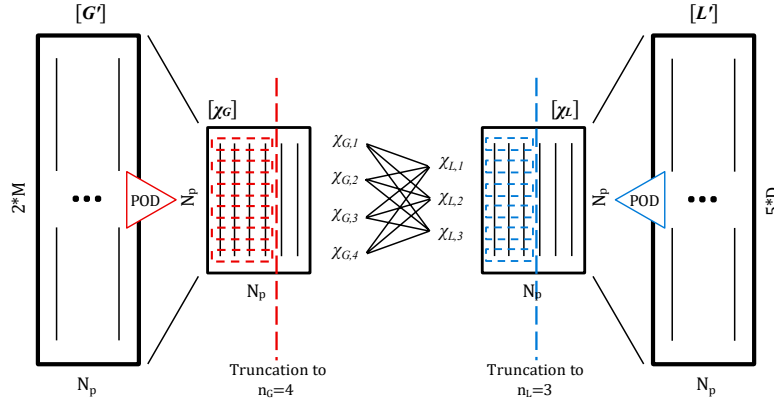 [G′]
[L′]
[χG]
[χL]
χG,1
χG,2
χG,3
χG,4
χL,1
χL,2
χL,3
2*M
•••
POD
Np
Np
Np
POD
•••
5*D
Np
Np
Np
Truncation to
nG=4
Truncation to
nL=3